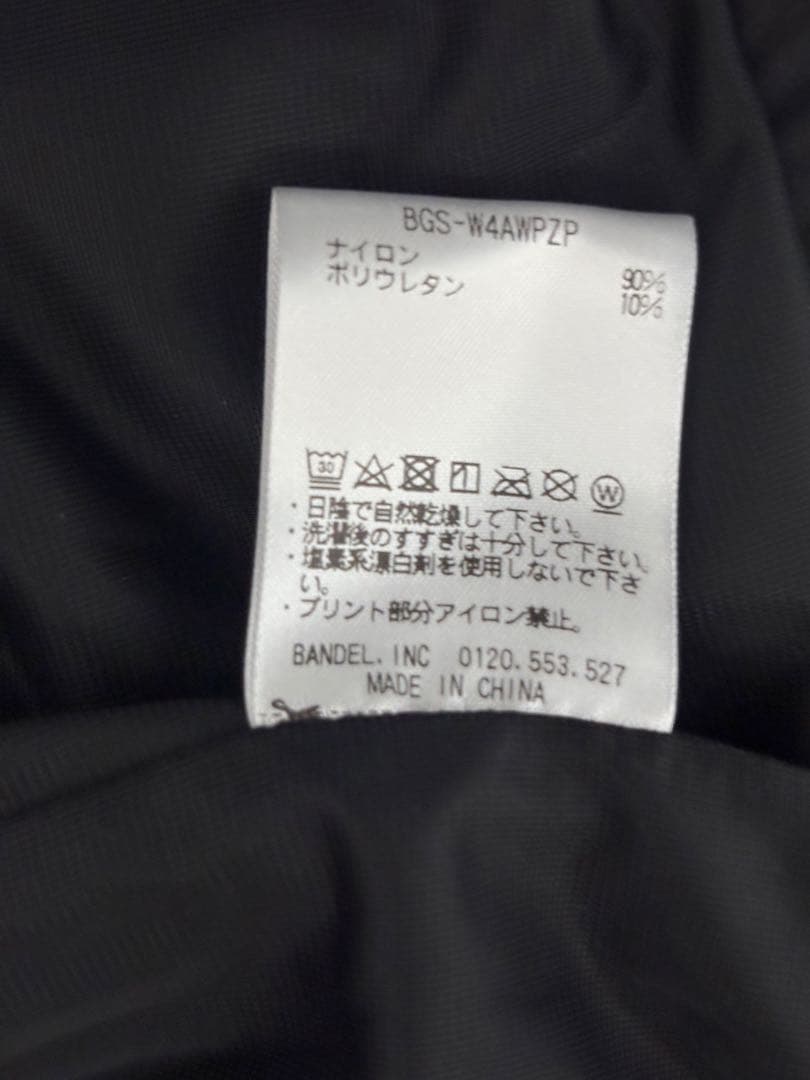 BGS-W4AWPZP
ナイロン 90%
ポリウレタン 10%
30
W
・日陰で自然乾燥して下さい。
・洗濯後のすすぎは十分して下さい。
・塩素系漂白剤を使用しないで下さ
い。
・プリント部分アイロン禁止。
BANDEL.INC 0120.553.527
MADE IN CHINA